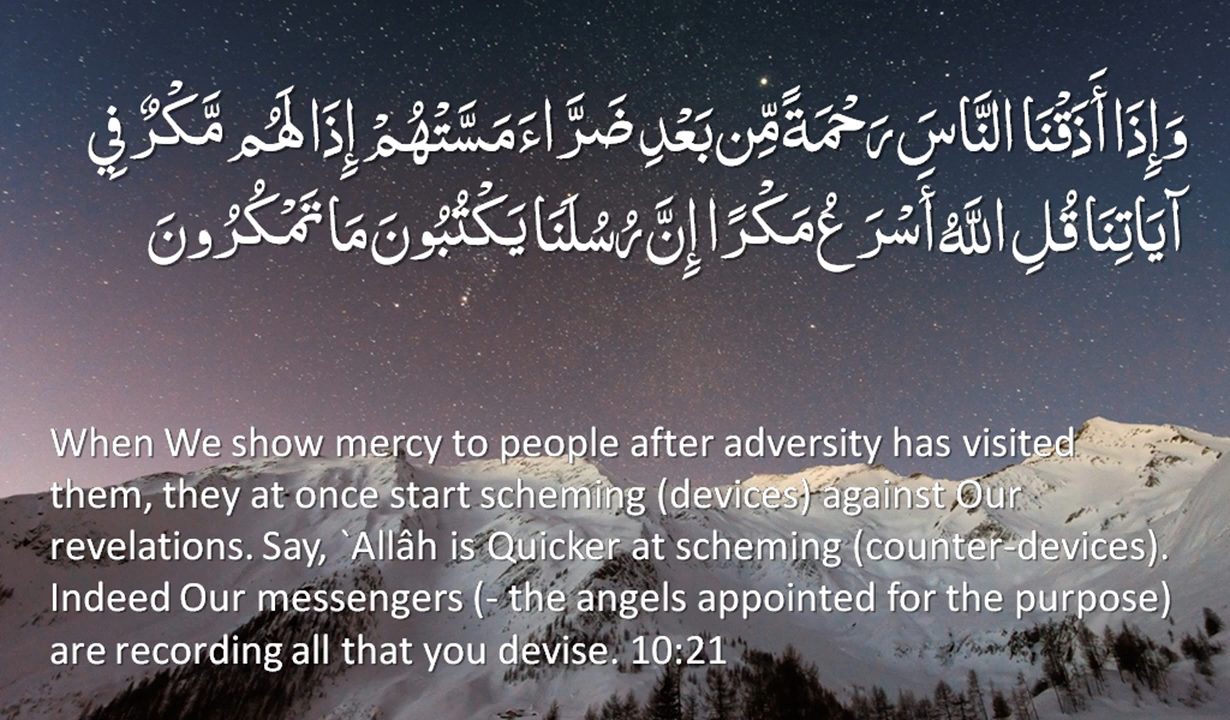 وَإِذَا أَذَقْنَا النَّاسَ رَحْمَةً مِّن بَعْدِ ضَرَّاءَ مَسَّتْهُمْ إِذَا لَهُم مَّكْرٌ فِي
آيَاتِنَا قُلِ اللَّهُ أَسْرَعُ مَكْرًا إِنَّ رُسُلَنَا يَكْتُبُونَ مَا تَمْكُرُونَ
When We show mercy to people after adversity has visited
them, they at once start scheming (devices) against Our
revelations. Say, `Allâh is Quicker at scheming (counter-devices).
Indeed Our messengers (- the angels appointed for the purpose)
are recording all that you devise. 10:21